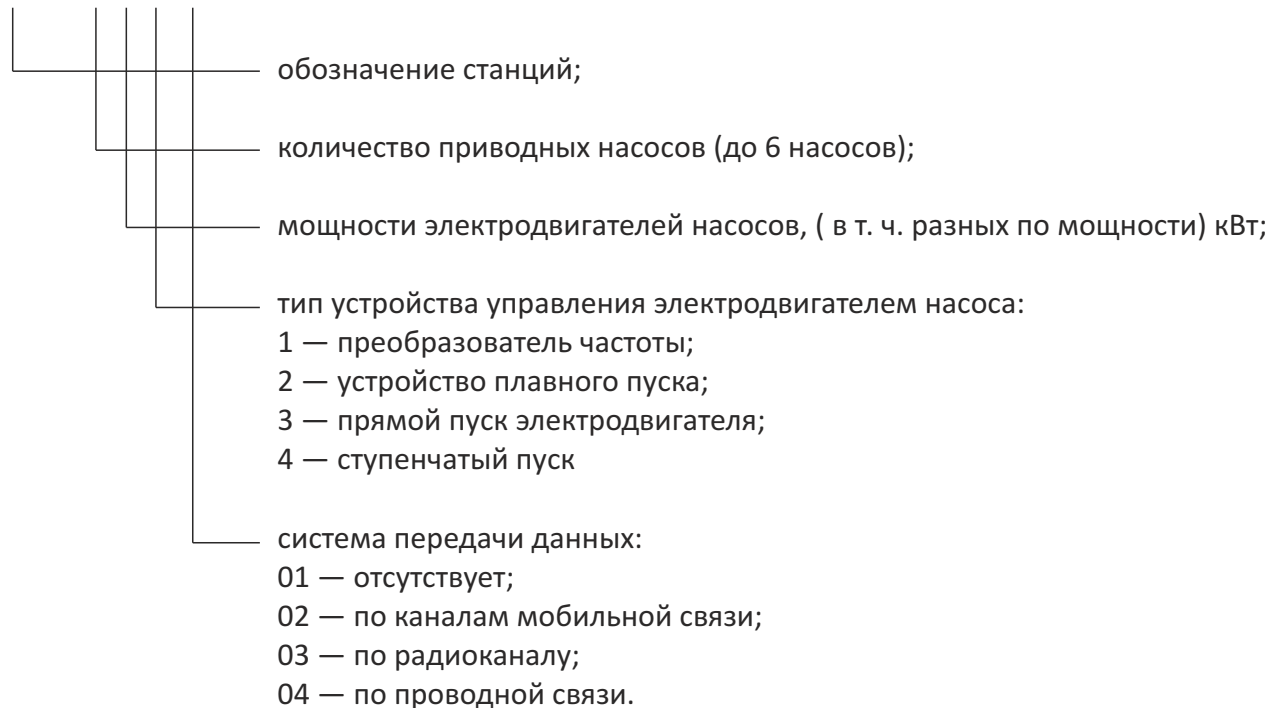 обозначение станций;
количество приводных насосов (до 6 насосов);
мощности электродвигателей насосов, ( в т. ч. разных по мощности) кВт;
тип устройства управления электродвигателем насоса:
1 — преобразователь частоты;
2 — устройство плавного пуска;
3 — прямой пуск электродвигателя;
4 — ступенчатый пуск
система передачи данных:
01 — отсутствует;
02 — по каналам мобильной связи;
03 — по радиоканалу;
04 — по проводной связи.